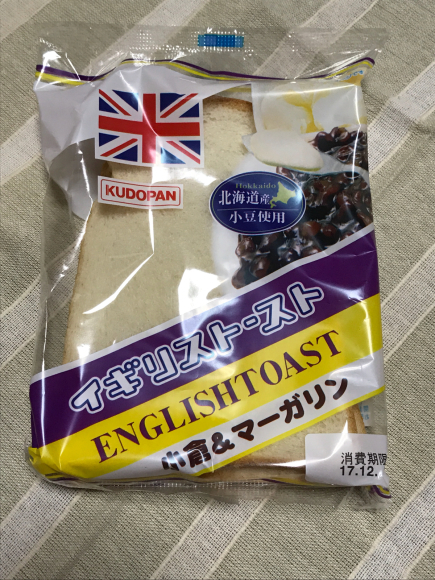 KUDOPAN
Hokkaido
北海道産
小豆使用
イギリストースト
ENGLISHTOAST
小倉&マーガリン
消費期限
17.12.